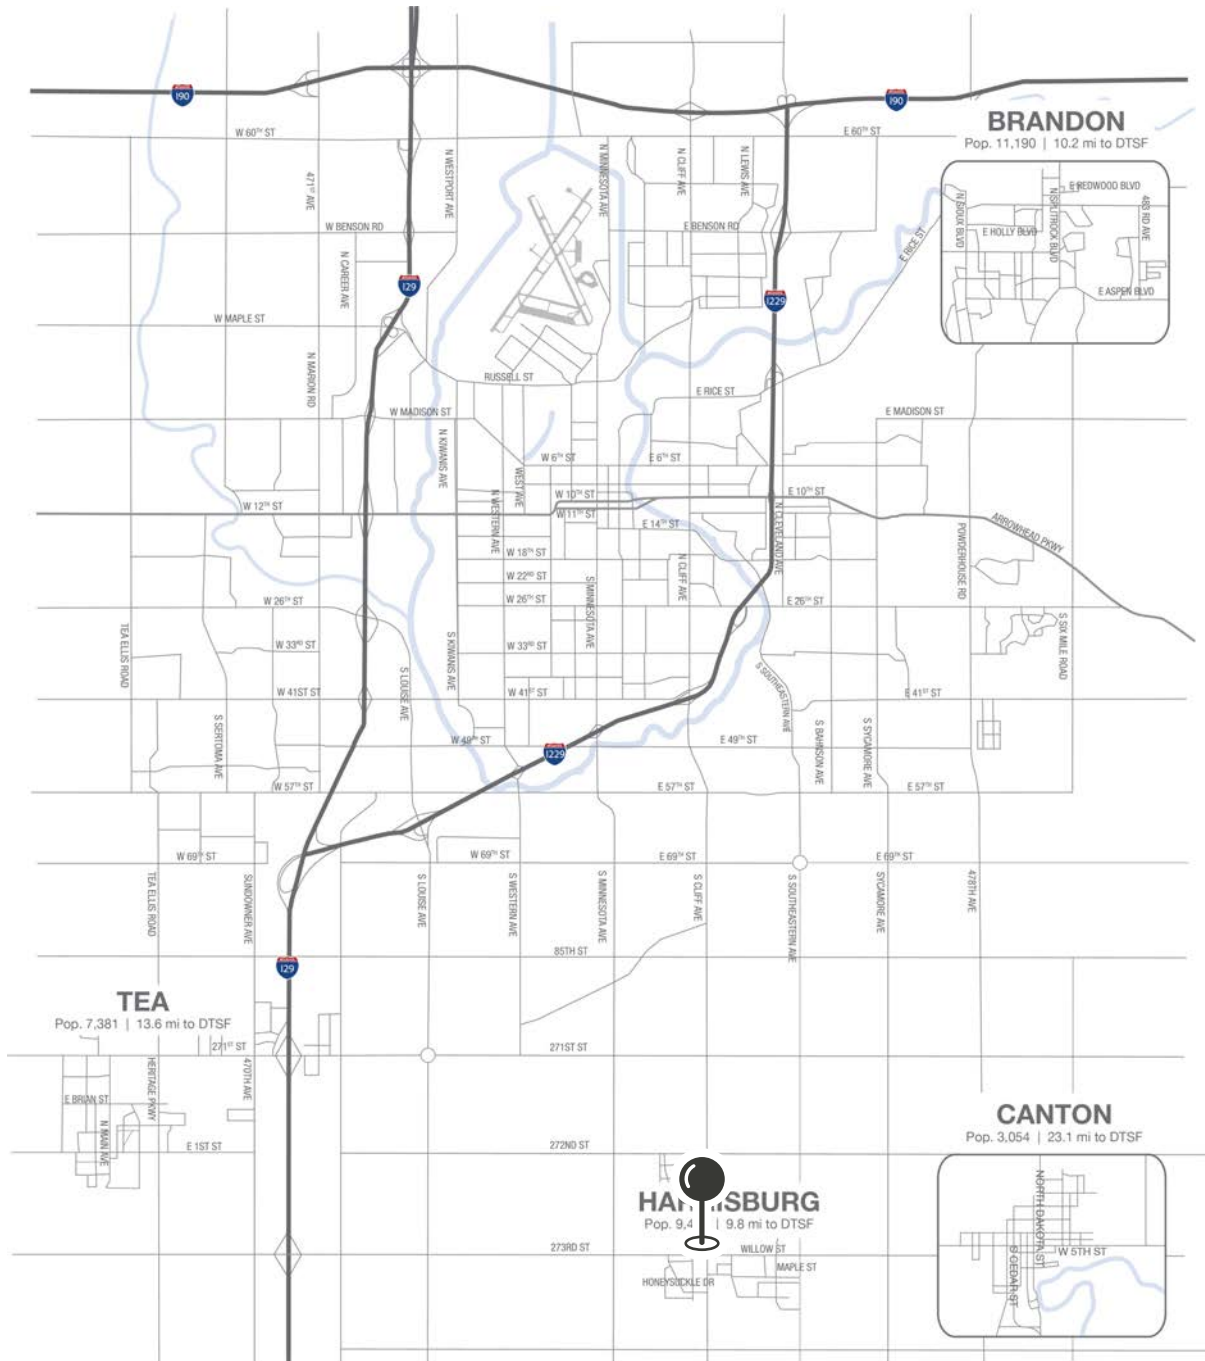 I90
I90
BRANDON
Pop. 11,190 | 10.2 mi to DTSF
W 60TH ST
E 60TH ST
N WESTPORT AVE
N MINNESOTA AVE
N CLIFF AVE
N LEWIS AVE
471ST AVE
E REDWOOD BLVD
N SIOUX BLVD
N SPLITROCK BLVD
483 RD AVE
W BENSON RD
E BENSON RD
E RICE ST
E HOLLY BLVD
N CAREER AVE
I29
I229
E ASPEN BLVD
W MAPLE ST
N MARION RD
RUSSELL ST
E RICE ST
W MADISON ST
E MADISON ST
N KIWANIS AVE
W 6TH ST
E 6TH ST
WEST AVE
N WESTERN AVE
W 10TH ST
E 10TH ST
W 12TH ST
W 11TH ST
E 14TH ST
N CLEVELAND AVE
POWDERHOUSE RD
ARROWHEAD PKWY
W 18TH ST
N CLIFF AVE
W 22RD ST
S MINNESOTA AVE
W 26TH ST
W 26TH ST
E 26TH ST
TEA ELLIS ROAD
W 33RD ST
S KIWANIS AVE
W 33RD ST
S SIX MILE ROAD
S LOUISE AVE
S SOUTHEASTERN AVE
W 41ST ST
W 41ST ST
E 41ST ST
S SERTOMA AVE
S BAHNSON AVE
S SYCAMORE AVE
W 49TH ST
E 49TH ST
I229
W 57TH ST
E 57TH ST
E 57TH ST
W 69TH ST
W 69TH ST
E 69TH ST
E 69TH ST
TEA ELLIS ROAD
SUNDOWNER AVE
S LOUISE AVE
S WESTERN AVE
S MINNESOTA AVE
S CLIFF AVE
S SOUTHEASTERN AVE
SYCAMORE AVE
478TH AVE
85TH ST
I29
TEA
Pop. 7,381 | 13.6 mi to DTSF
271ST ST
271ST ST
HERITAGE PKWY
470TH AVE
E BRIAN ST
N MAIN AVE
E 1ST ST
272ND ST
CANTON
Pop. 3,054 | 23.1 mi to DTSF
NORTH DAKOTA ST
W 5TH ST
S CEDAR ST
HARRISBURG
Pop. 9,4 | 9.8 mi to DTSF
273RD ST
WILLOW ST
MAPLE ST
HONEYSUCKLE DR